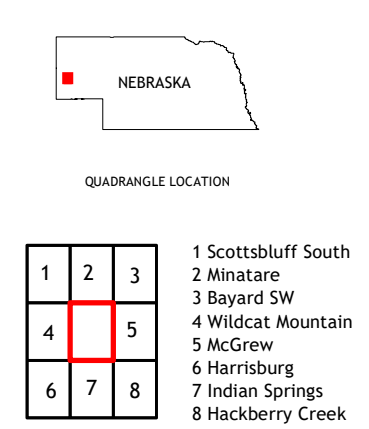 NEBRASKA
QUADRANGLE LOCATION
1 2 3
4 5
6 7 8
1 Scottsbluff South
2 Minatare
3 Bayard SW
4 Wildcat Mountain
5 McGrew
6 Harrisburg
7 Indian Springs
8 Hackberry Creek